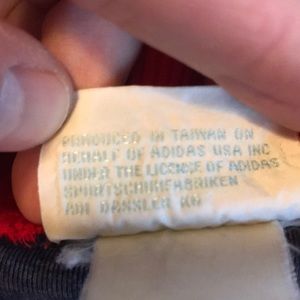 PRODUCED IN TAIWAN ON
BEHALF OF ADIDAS USA INC
UNDER THE LICENCE OF ADIDAS
SPORTSCHUHFABRIKEN
ADI DASSLER KG